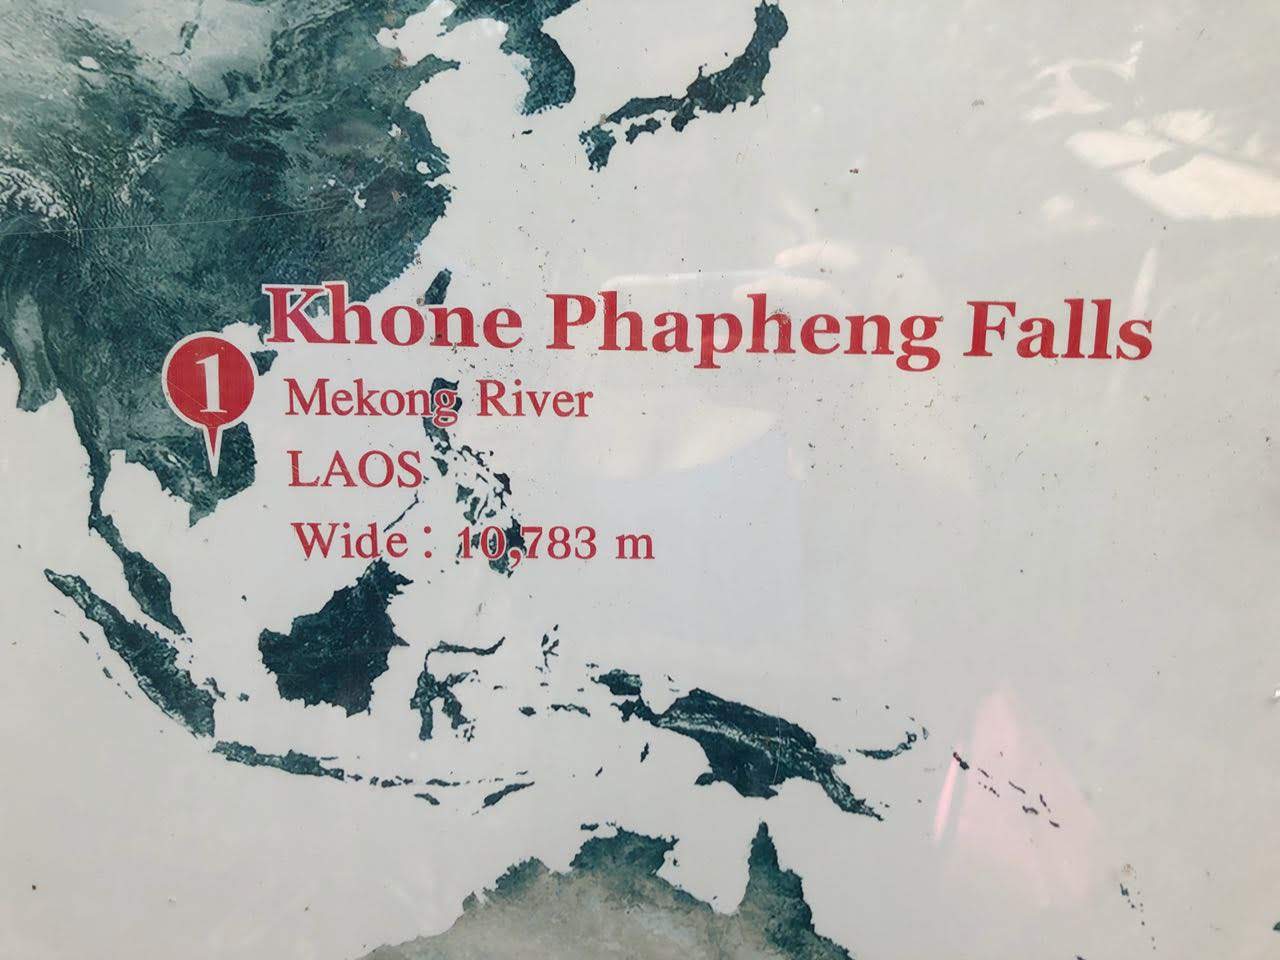 Khone Phapheng Falls
1
Mekong River
LAOS
Wide : 10,783 m